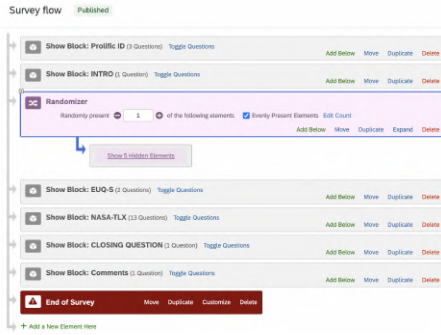 Survey flow Published
Show Block: Prolific ID (3 Questions) Toggle Questions
Add Below Move Duplicate Delete
Show Block: INTRO (1 Question) Toggle Questions
Add Below Move Duplicate Delete
Randomizer
Randomly present 1 of the following elements Evenly Present Elements Edit Count
Add Below Move Duplicate Expand Delete
Show 5 Hidden Elements
Show Block: EUQ-S (2 Questions) Toggle Questions
Add Below Move Duplicate Delete
Show Block: NASA-TLX (13 Questions) Toggle Questions
Add Below Move Duplicate Delete
Show Block: CLOSING QUESTION (1 Question) Toggle Questions
Add Below Move Duplicate Delete
Show Block: Comments (1 Question) Toggle Questions
Add Below Move Duplicate Delete
End of Survey Move Duplicate Customize Delete
+ Add a New Element Here